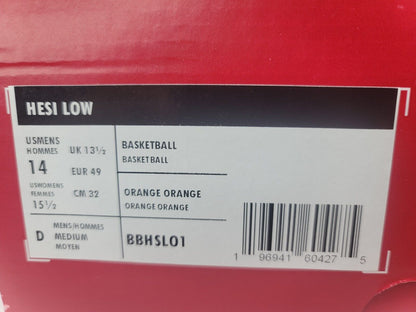 HESI LOW
USMENS
HOMMES
14
UK 13½
EUR 49
USWOMENS
FEMMES
15½
CM 32
D
MENS/HOMMES
MEDIUM
MOYEN
BASKETBALL
BASKETBALL
ORANGE ORANGE
ORANGE ORANGE
BBHSL01
1 96941 60427 5